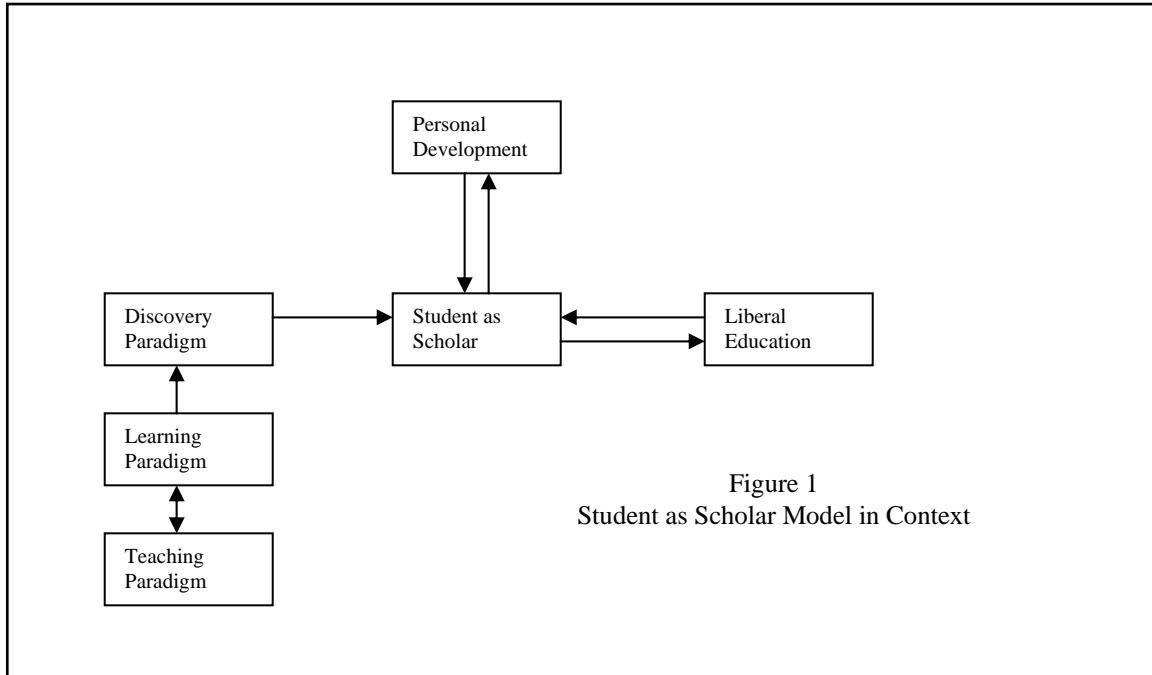 Personal
Development
Discovery
Paradigm
Student as
Scholar
Liberal
Education
Learning
Paradigm
Teaching
Paradigm
Figure 1
Student as Scholar Model in Context